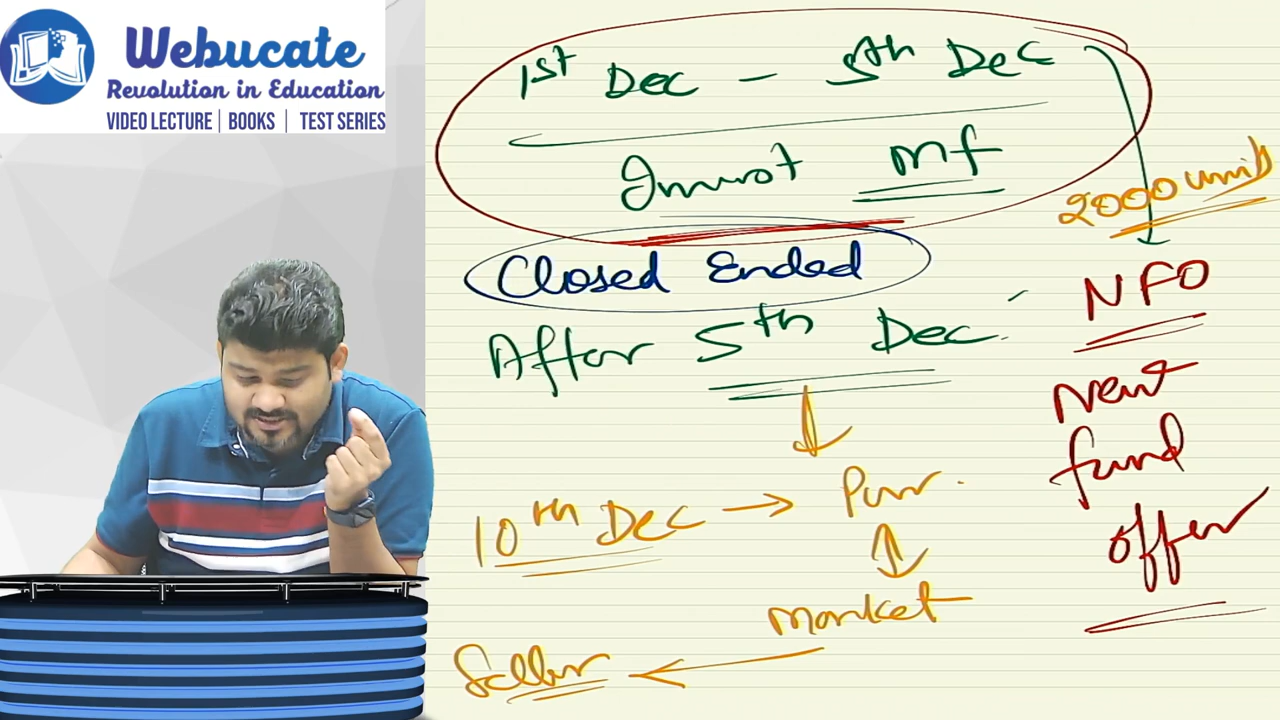 Webucate
Revolution in Education
VIDEO LECTURE | BOOKS | TEST SERIES
1st Dec – 5th Dec
Invest MF
2000 units
Closed Ended
NFO
After 5th Dec.
New
fund
offer
10th Dec → Pur.
Market
Seller